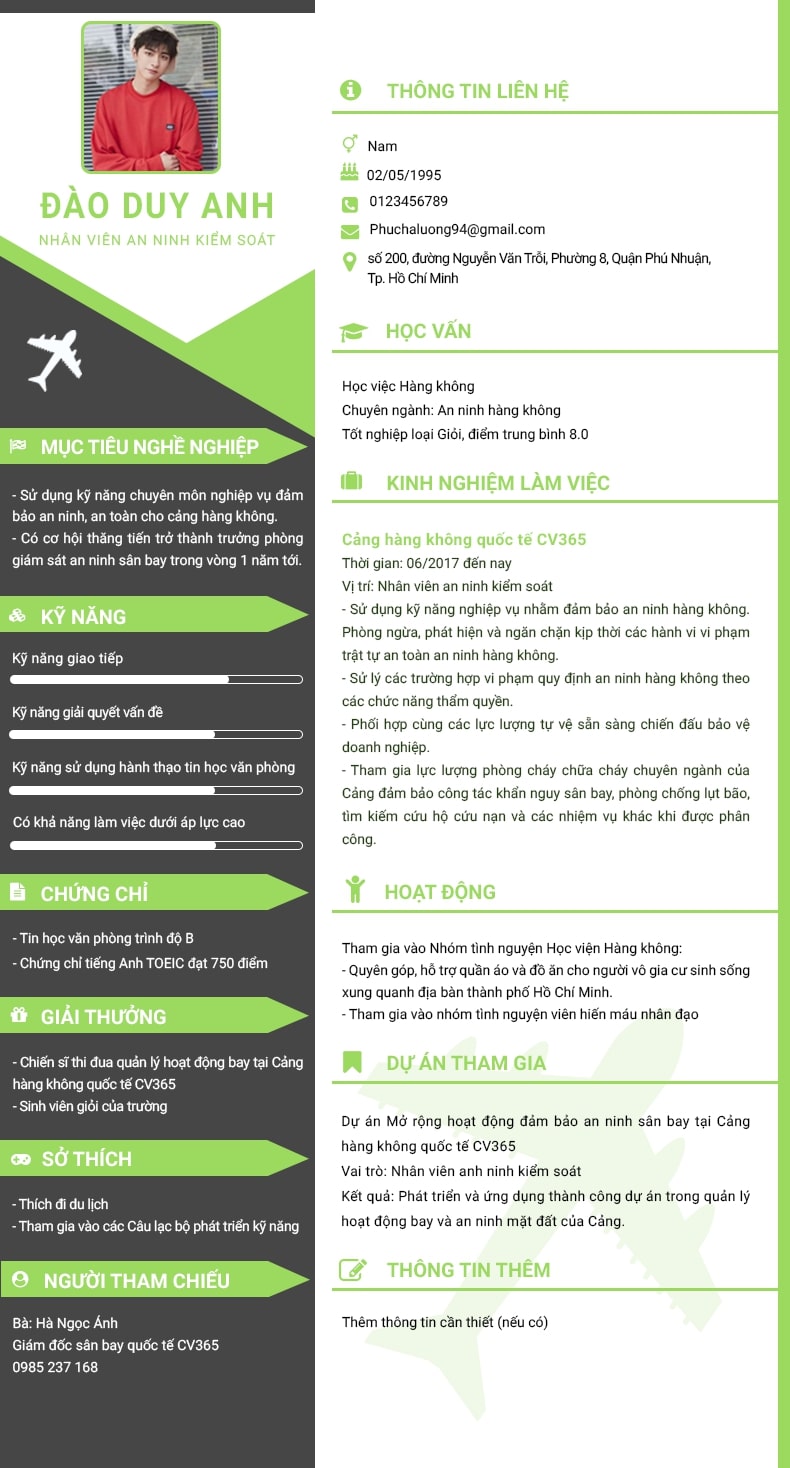 ĐÀO DUY ANH
NHÂN VIÊN AN NINH KIỂM SOÁT
MỤC TIÊU NGHỀ NGHIỆP
- Sử dụng kỹ năng chuyên môn nghiệp vụ đảm
bảo an ninh, an toàn cho cảng hàng không.
- Có cơ hội thăng tiến trở thành trưởng phòng
giám sát an ninh sân bay trong vòng 1 năm tới.
KỸ NĂNG
Kỹ năng giao tiếp
Kỹ năng giải quyết vấn đề
Kỹ năng sử dụng hành thạo tin học văn phòng
Có khả năng làm việc dưới áp lực cao
CHỨNG CHỈ
- Tin học văn phòng trình độ B
- Chứng chỉ tiếng Anh TOEIC đạt 750 điểm
GIẢI THƯỞNG
- Chiến sĩ thi đua quản lý hoạt động bay tại Cảng
hàng không quốc tế CV365
- Sinh viên giỏi của trường
SỞ THÍCH
- Thích đi du lịch
- Tham gia vào các Câu lạc bộ phát triển kỹ năng
NGƯỜI THAM CHIẾU
Bà: Hà Ngọc Ánh
Giám đốc sân bay quốc tế CV365
0985 237 168
THÔNG TIN LIÊN HỆ
Nam
02/05/1995
0123456789
Phuchaluong94@gmail.com
số 200, đường Nguyễn Văn Trỗi, Phường 8, Quận Phú Nhuận,
Tp. Hồ Chí Minh
HỌC VẤN
Học việc Hàng không
Chuyên ngành: An ninh hàng không
Tốt nghiệp loại Giỏi, điểm trung bình 8.0
KINH NGHIỆM LÀM VIỆC
Cảng hàng không quốc tế CV365
Thời gian: 06/2017 đến nay
Vị trí: Nhân viên an ninh kiểm soát
- Sử dụng kỹ năng nghiệp vụ nhằm đảm bảo an ninh hàng không.
Phòng ngừa, phát hiện và ngăn chặn kịp thời các hành vi vi phạm
trật tự an toàn an ninh hàng không.
- Sử lý các trường hợp vi phạm quy định an ninh hàng không theo
các chức năng thẩm quyền.
- Phối hợp cùng các lực lượng tự vệ sẵn sàng chiến đấu bảo vệ
doanh nghiệp.
- Tham gia lực lượng phòng cháy chữa cháy chuyên ngành của
Cảng đảm bảo công tác khẩn nguy sân bay, phòng chống lụt bão,
tìm kiếm cứu hộ cứu nạn và các nhiệm vụ khác khi được phân
công.
HOẠT ĐỘNG
Tham gia vào Nhóm tình nguyện Học viện Hàng không:
- Quyên góp, hỗ trợ quần áo và đồ ăn cho người vô gia cư sinh sống
xung quanh địa bàn thành phố Hồ Chí Minh.
- Tham gia vào nhóm tình nguyện viên hiến máu nhân đạo
DỰ ÁN THAM GIA
Dự án Mở rộng hoạt động đảm bảo an ninh sân bay tại Cảng
hàng không quốc tế CV365
Vai trò: Nhân viên anh ninh kiểm soát
Kết quả: Phát triển và ứng dụng thành công dự án trong quản lý
hoạt động bay và an ninh mặt đất của Cảng.
THÔNG TIN THÊM
Thêm thông tin cần thiết (nếu có)